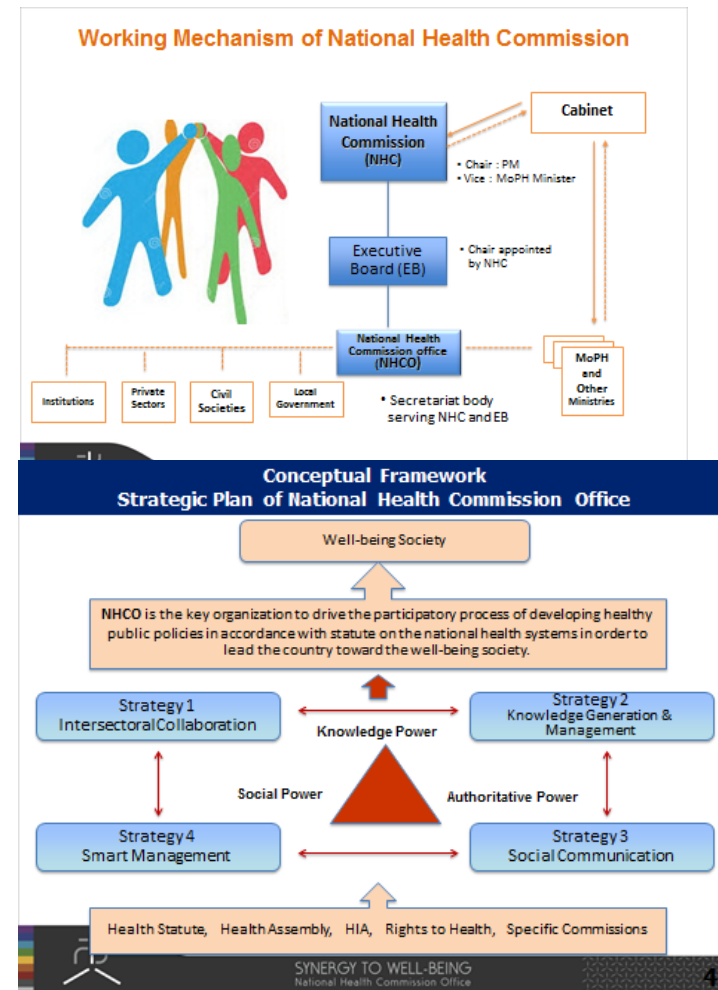 Working Mechanism of National Health Commission
National Health
Commission
(NHC)
Cabinet
• Chair : PM
• Vice : MoPH Minister
Executive
Board (EB)
• Chair appointed
by NHC
National Health
Commission office
(NHCO)
Institutions
Private
Sectors
Civil
Societies
Local
Government
MoPH
and
Other
Ministries
• Secretariat body
serving NHC and EB
Conceptual Framework
Strategic Plan of National Health Commission Office
Well-being Society
NHCO is the key organization to drive the participatory process of developing healthy
public policies in accordance with statute on the national health systems in order to
lead the country toward the well-being society.
Strategy 1
Intersectoral Collaboration
Strategy 2
Knowledge Generation &
Management
Knowledge Power
Social Power
Authoritative Power
Strategy 4
Smart Management
Strategy 3
Social Communication
Health Statute, Health Assembly, HIA, Rights to Health, Specific Commissions
SYNERGY TO WELL-BEING
National Health Commission Office
4